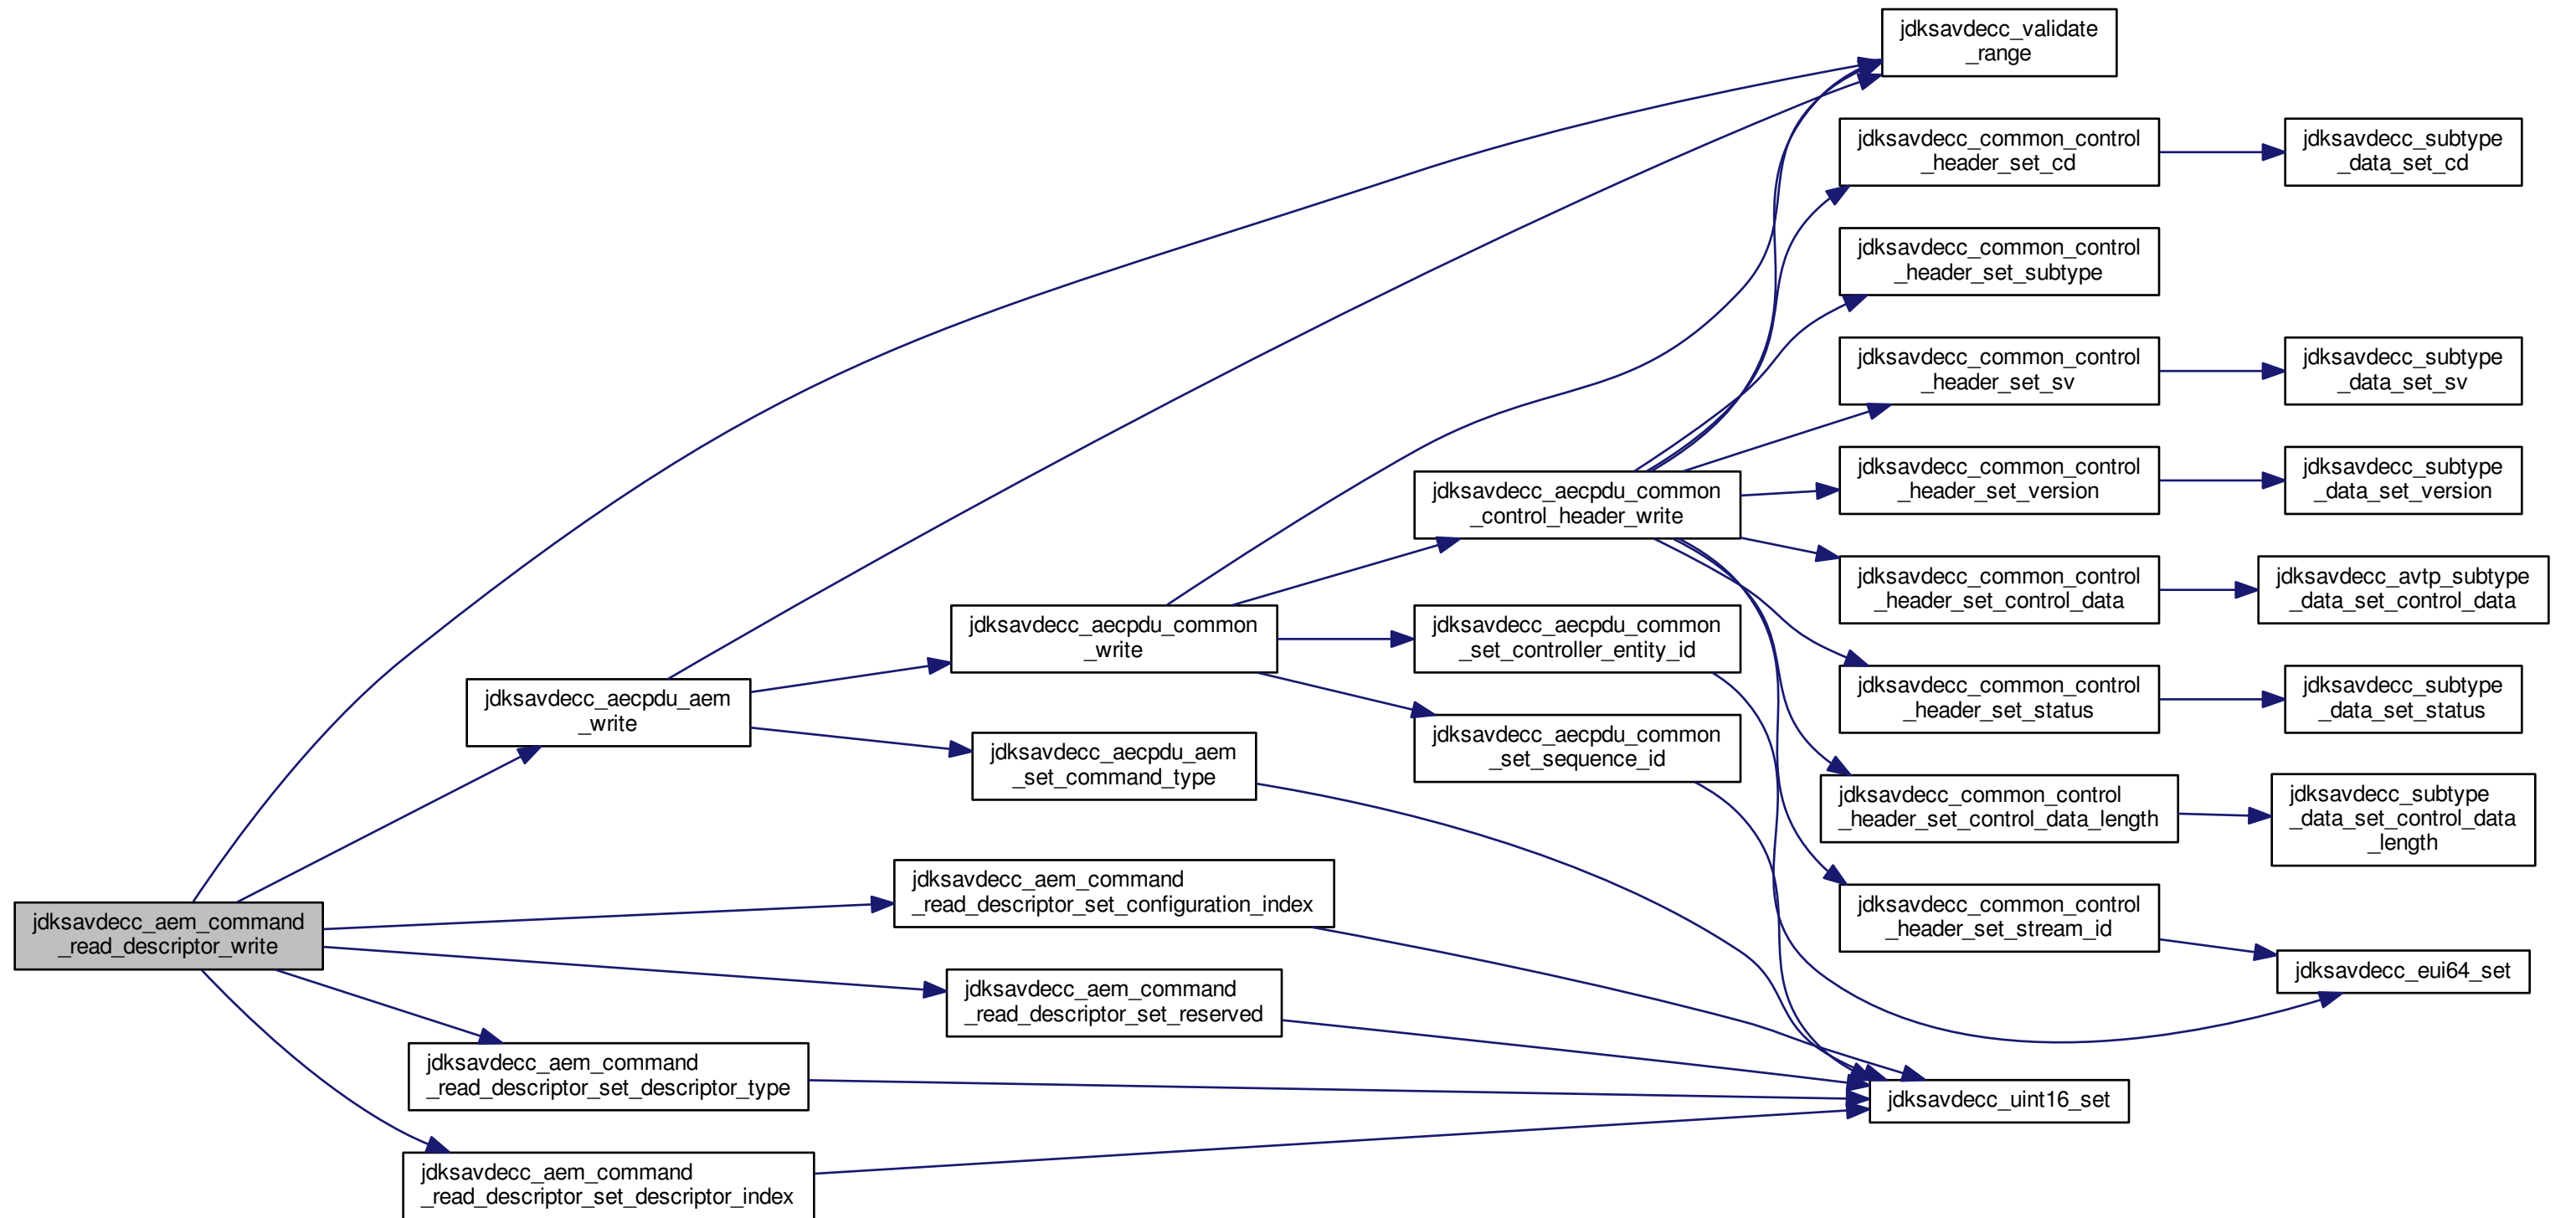 jdksavdecc_validate
_range
jdksavdecc_common_control
_header_set_cd
jdksavdecc_subtype
_data_set_cd
jdksavdecc_common_control
_header_set_subtype
jdksavdecc_common_control
_header_set_sv
jdksavdecc_subtype
_data_set_sv
jdksavdecc_aecpdu_common
_control_header_write
jdksavdecc_common_control
_header_set_version
jdksavdecc_subtype
_data_set_version
jdksavdecc_common_control
_header_set_control_data
jdksavdecc_avtp_subtype
_data_set_control_data
jdksavdecc_aecpdu_common
_write
jdksavdecc_aecpdu_common
_set_controller_entity_id
jdksavdecc_aecpdu_aem
_write
jdksavdecc_common_control
_header_set_status
jdksavdecc_subtype
_data_set_status
jdksavdecc_aecpdu_aem
_set_command_type
jdksavdecc_aecpdu_common
_set_sequence_id
jdksavdecc_common_control
_header_set_control_data_length
jdksavdecc_subtype
_data_set_control_data
_length
jdksavdecc_aem_command
_read_descriptor_write
jdksavdecc_aem_command
_read_descriptor_set_configuration_index
jdksavdecc_common_control
_header_set_stream_id
jdksavdecc_eui64_set
jdksavdecc_aem_command
_read_descriptor_set_reserved
jdksavdecc_aem_command
_read_descriptor_set_descriptor_type
jdksavdecc_uint16_set
jdksavdecc_aem_command
_read_descriptor_set_descriptor_index